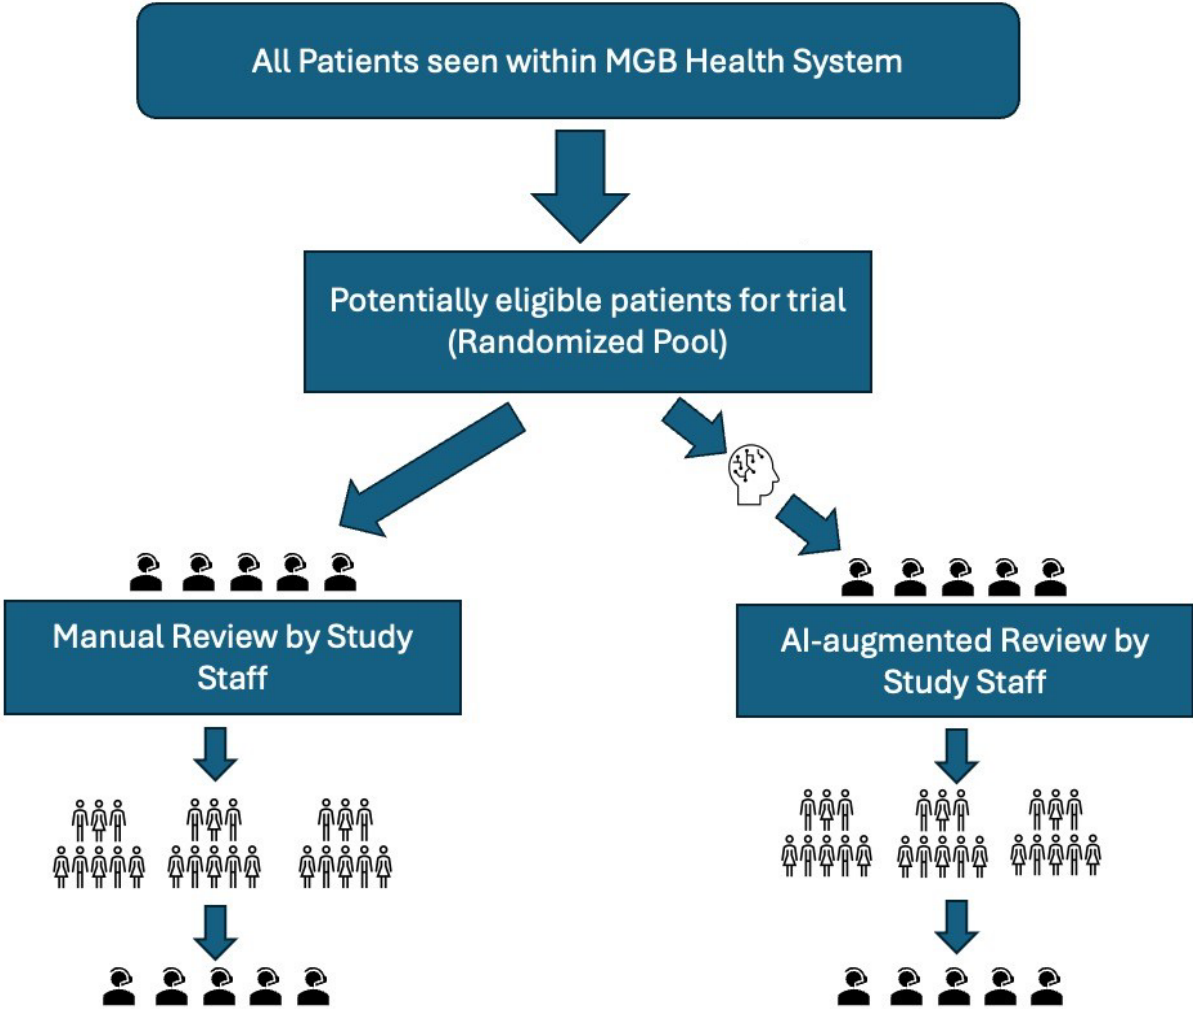 All Patients seen within MGB Health System
Potentially eligible patients for trial
(Randomized Pool)
Manual Review by Study
Staff
AI-augmented Review by
Study Staff